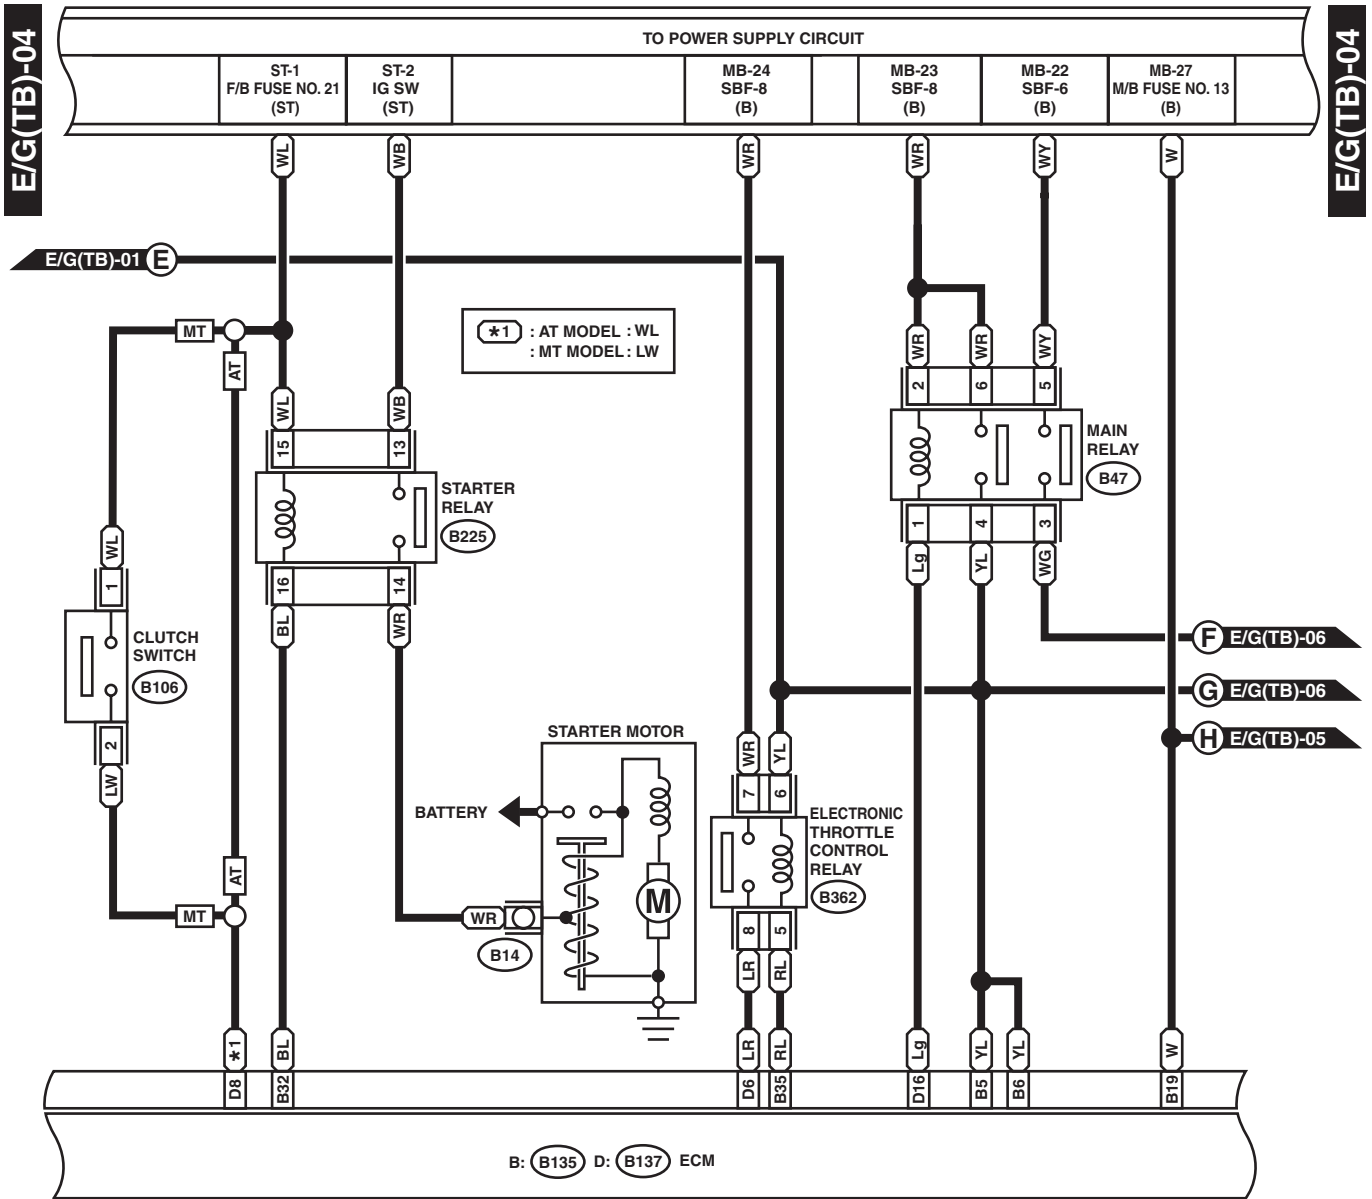 E/G(TB)-04
E/G(TB)-04
TO POWER SUPPLY CIRCUIT
ST-1
F/B FUSE NO. 21
(ST)
ST-2
IG SW
(ST)
MB-24
SBF-8
(B)
MB-23
SBF-8
(B)
MB-22
SBF-6
(B)
MB-27
M/B FUSE NO. 13
(B)
WL
WB
WR
WR
WY
W
E/G(TB)-01 E
MT
AT
*1 : AT MODEL : WL
: MT MODEL : LW
WL
WB
15
13
STARTER
RELAY
B225
16
14
BL
WR
WR
WR
WY
2
6
5
MAIN
RELAY
B47
1
4
3
Lg
YL
WG
WL
1
CLUTCH
SWITCH
B106
2
LW
F E/G(TB)-06
G E/G(TB)-06
H E/G(TB)-05
STARTER MOTOR
BATTERY
M
WR
B14
WR
YL
7
6
ELECTRONIC
THROTTLE
CONTROL
RELAY
B362
8
5
LR
RL
AT
MT
*1
BL
LR
RL
Lg
YL
YL
W
D8
B32
D6
B35
D16
B5
B6
B19
B: B135 D: B137 ECM